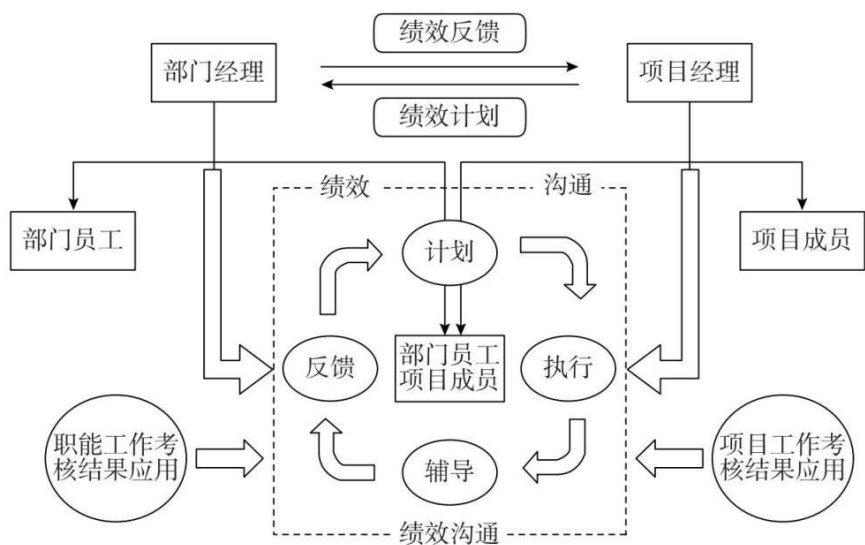 绩效反馈
部门经理
项目经理
绩效计划
绩效
沟通
部门员工
计划
项目成员
反馈
部门员工
项目成员
执行
职能工作考
核结果应用
辅导
项目工作考
核结果应用
绩效沟通